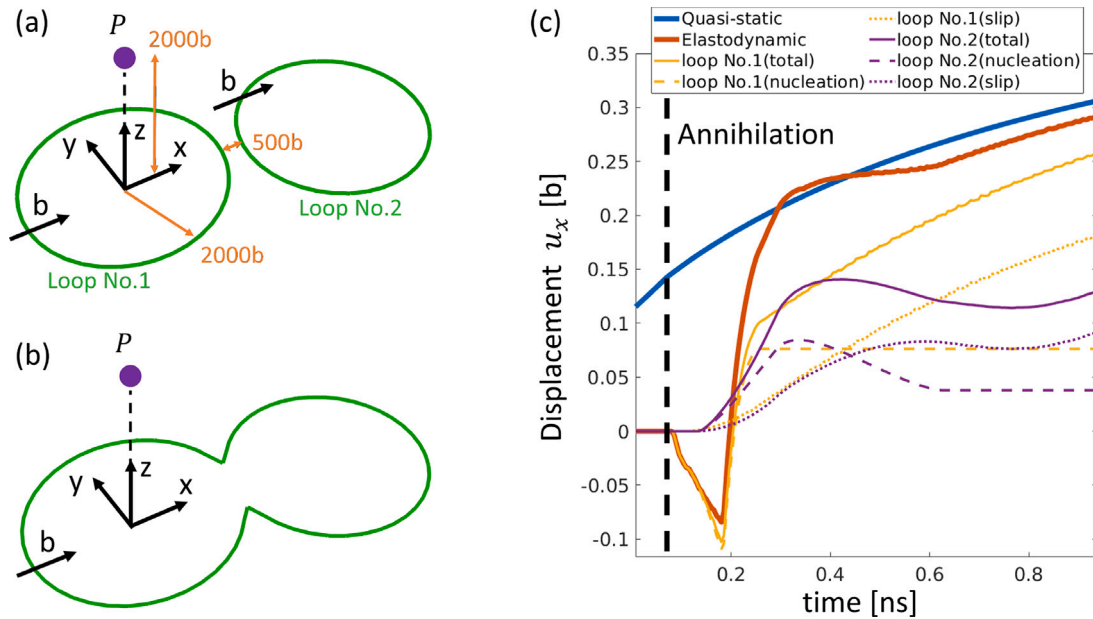 (a)
P
2000b
b
500b
z
y
x
b
2000b
Loop No.2
Loop No.1
(b)
P
z
y
x
b
(c)
Quasi-static
Elastodynamic
loop No.1(total)
loop No.1(nucleation)
loop No.1(slip)
loop No.2(total)
loop No.2(nucleation)
loop No.2(slip)
Annihilation
Displacement u_x [b]
0.35
0.3
0.25
0.2
0.15
0.1
0.05
0
-0.05
-0.1
0.2
0.4
0.6
0.8
time [ns]